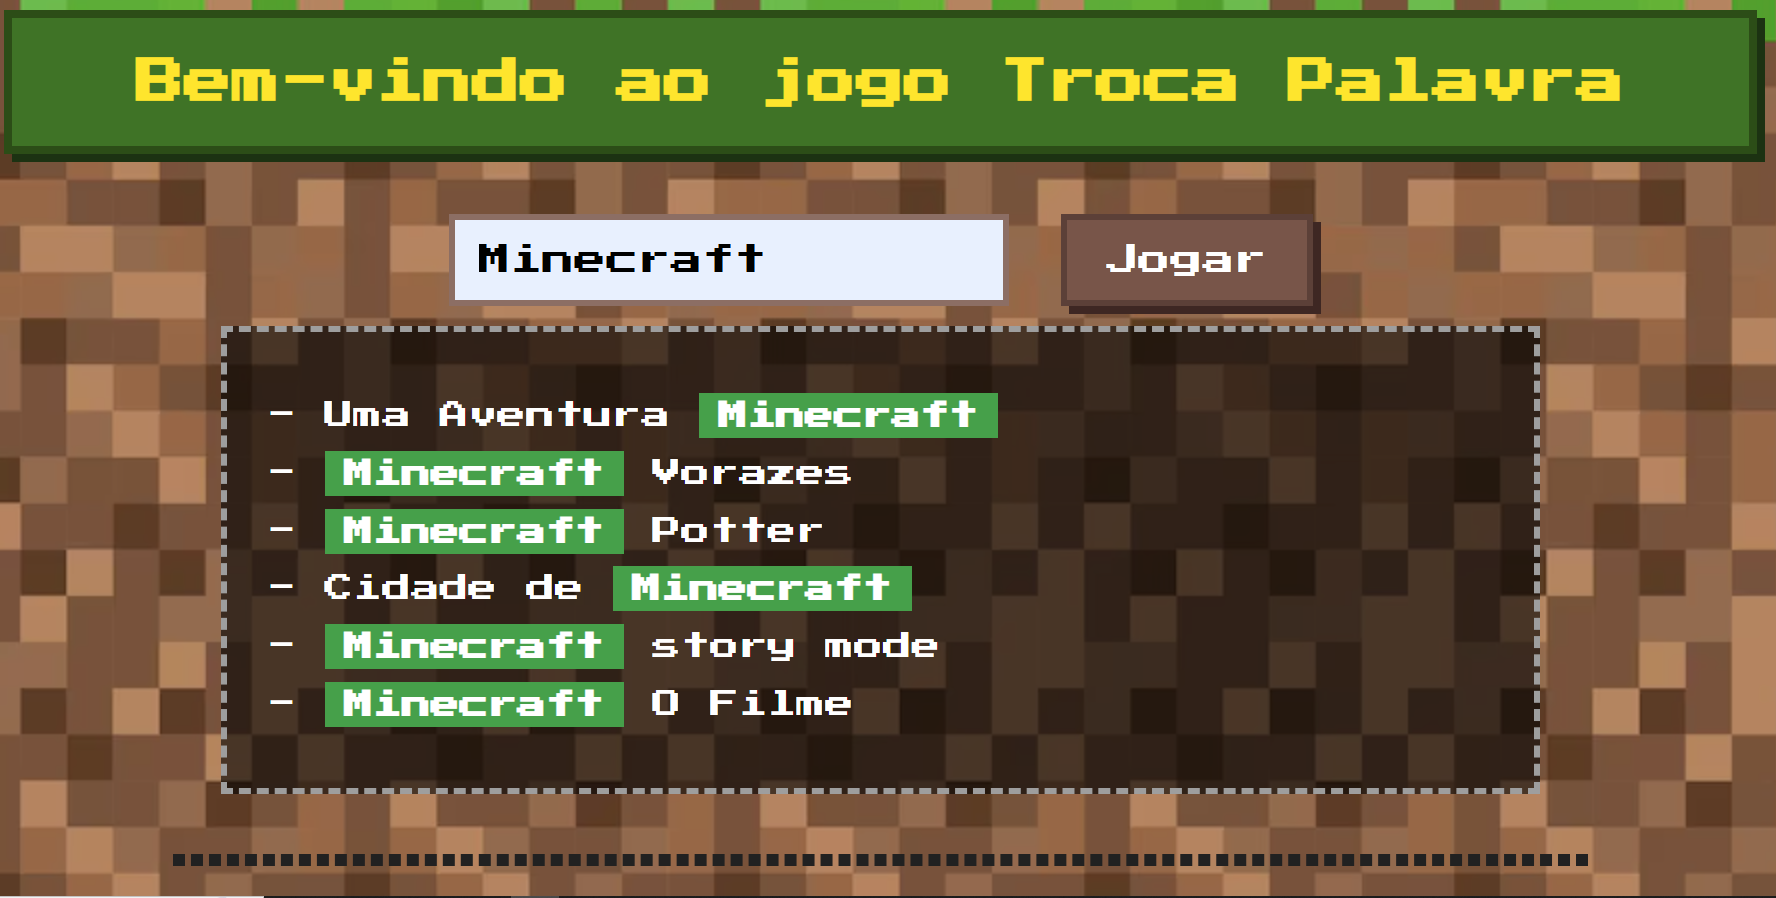 Bem-vindo ao jogo Troca Palavra
Minecraft Jogar
- Uma Aventura Minecraft
- Minecraft Vorazes
- Minecraft Potter
- Cidade de Minecraft
- Minecraft story mode
- Minecraft O Filme